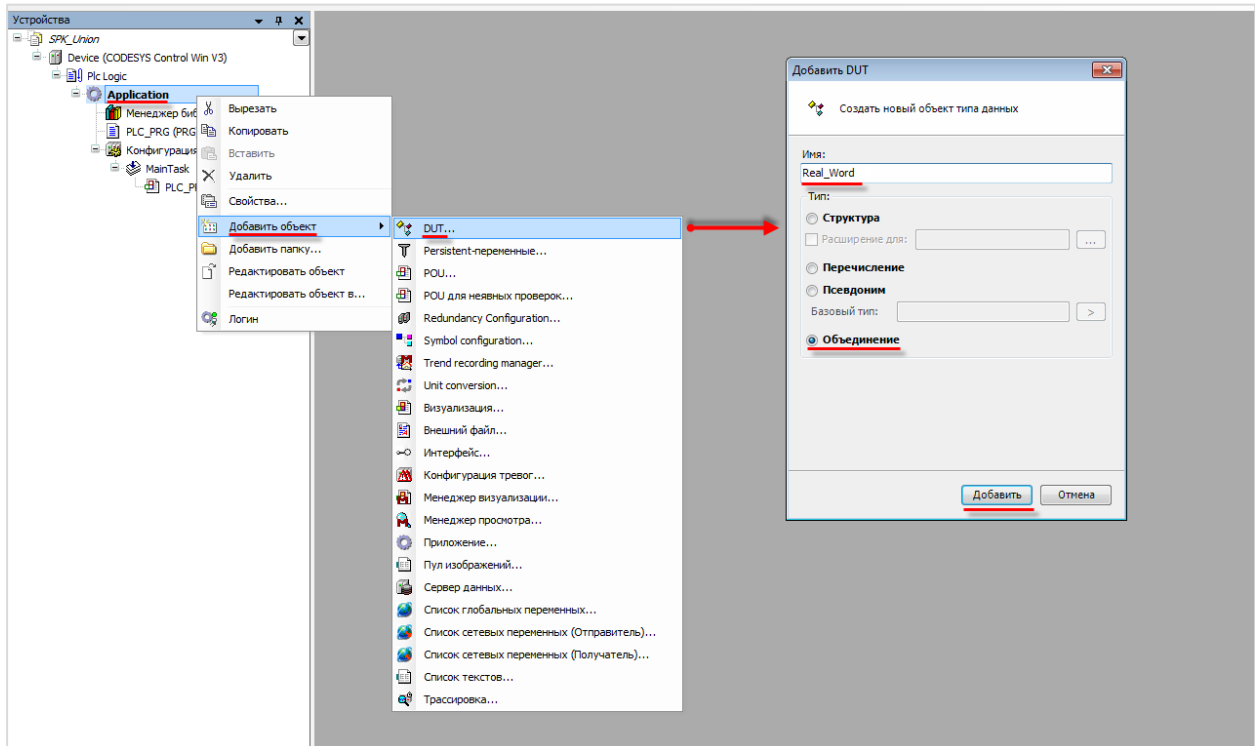 Устройства
SPK_Union
Device (CODESYS Control Win V3)
Plc Logic
Application
Менеджер биб
PLC_PRG (PRG
Конфигурация
MainTask
PLC_P
Вырезать
Копировать
Вставить
Удалить
Свойства...
Добавить объект
Добавить папку...
Редактировать объект
Редактировать объект в...
Логин
DUT...
Persistent-переменные...
POU...
POU для неявных проверок...
Redundancy Configuration...
Symbol configuration...
Trend recording manager...
Unit conversion...
Визуализация...
Внешний файл...
Интерфейс...
Конфигурация тревог...
Менеджер визуализации...
Менеджер просмотра...
Приложение...
Пул изображений...
Сервер данных...
Список глобальных переменных...
Список сетевых переменных (Отправитель)...
Список сетевых переменных (Получатель)...
Список текстов...
Трассировка...
Добавить DUT
Создать новый объект типа данных
Имя:
Real_Word
Тип:
Структура
Расширение для:
...
Перечисление
Псевдоним
Базовый тип:
>
Объединение
Добавить
Отмена